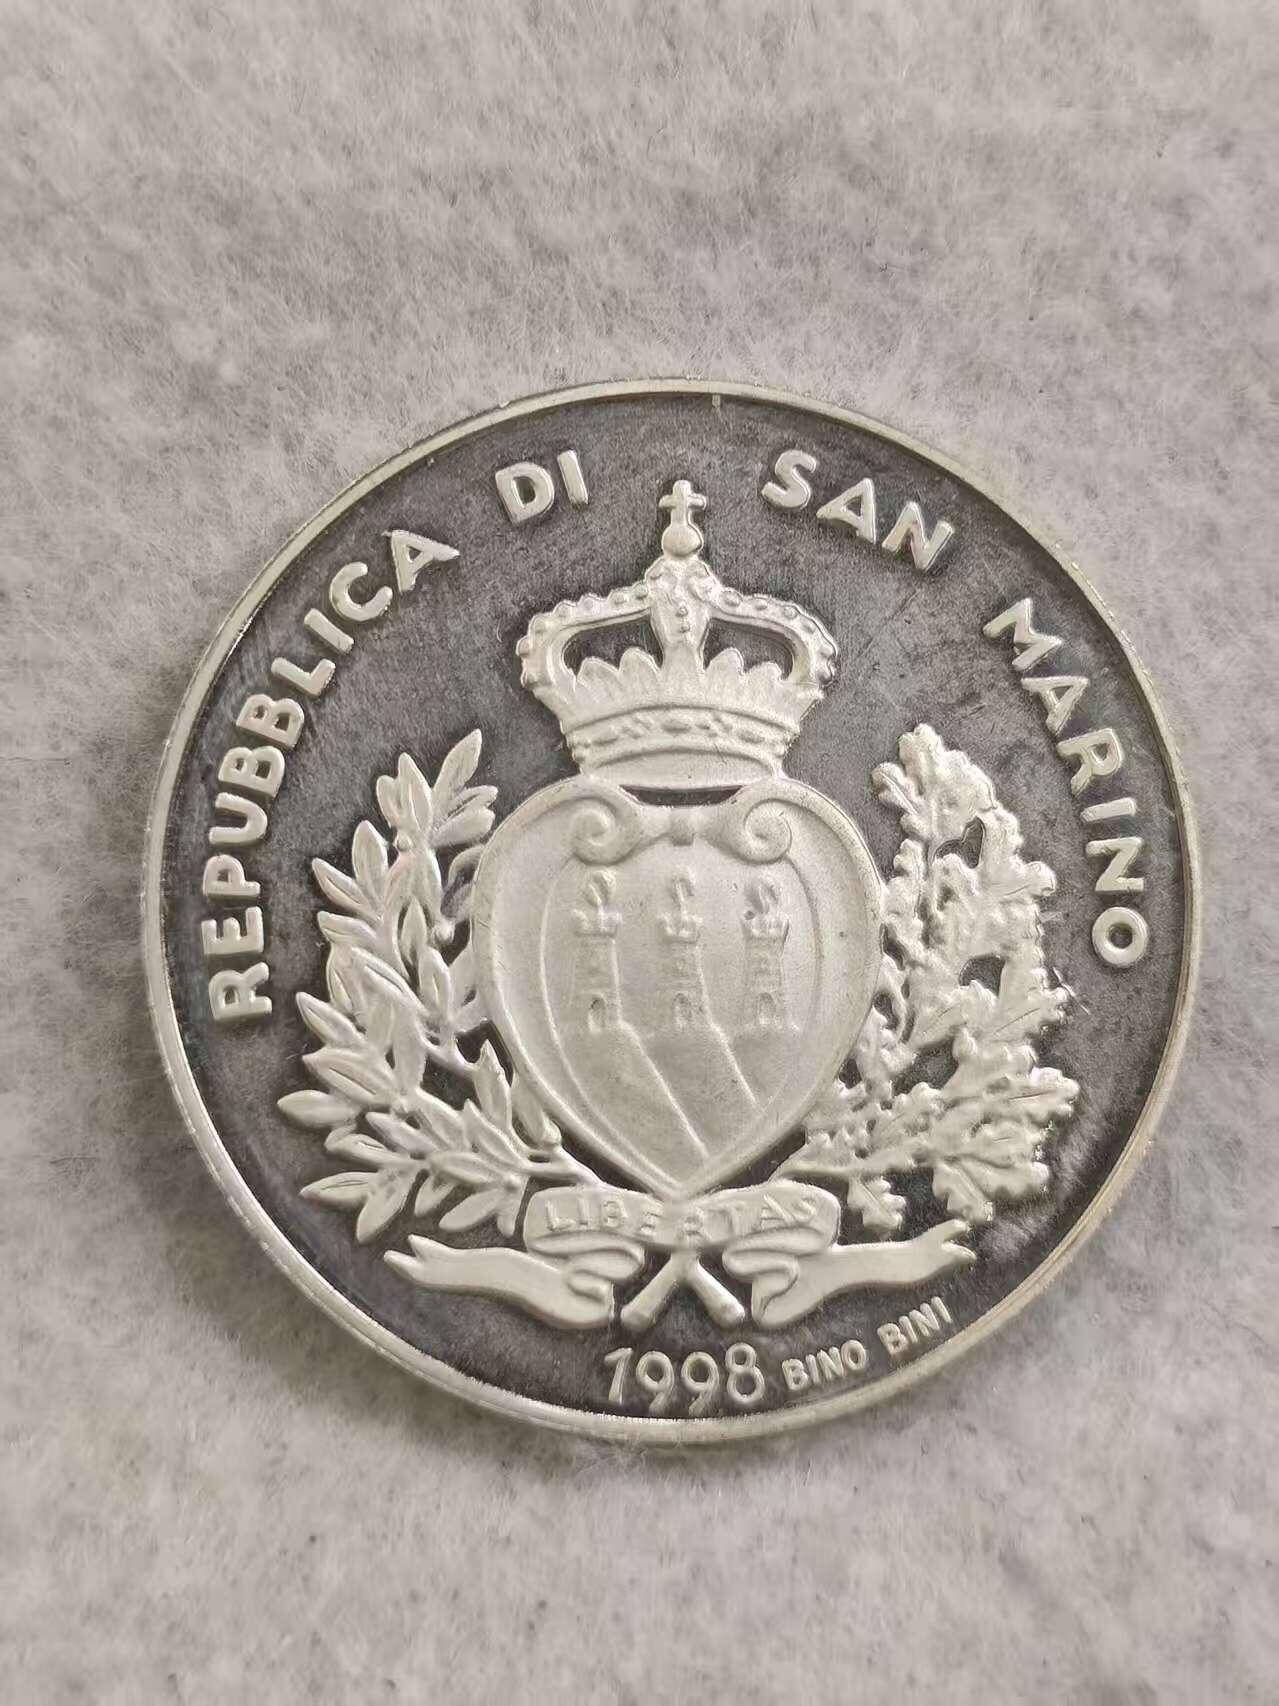 REPUBBLICA DI SAN MARINO
LIBERTAS
1998 BINO BINI